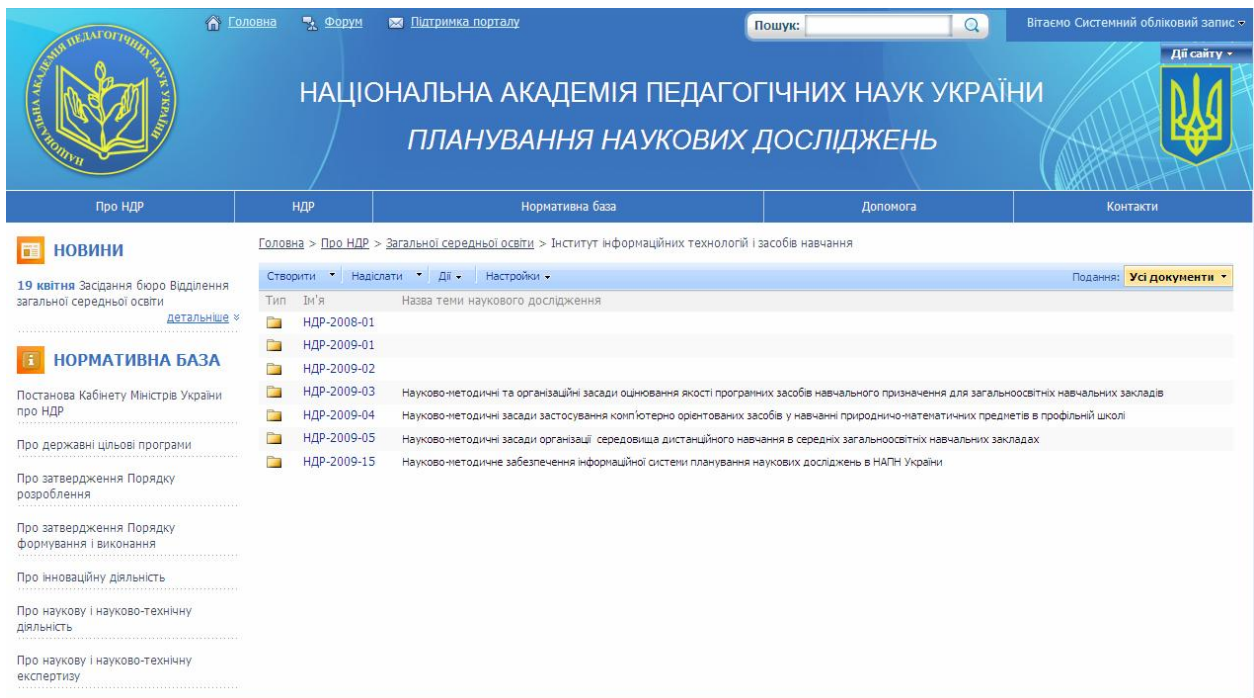 Головна Форум Підтримка порталу Пошук: Вітаємо Системний обліковий запис
Дії сайту
НАЦІОНАЛЬНА АКАДЕМІЯ ПЕДАГОГІЧНИХ НАУК УКРАЇНИ
НАЦІОНАЛЬНА АКАДЕМІЯ ПЕДАГОГІЧНИХ НАУК УКРАЇНИ
ПЛАНУВАННЯ НАУКОВИХ ДОСЛІДЖЕНЬ
Про НДР НДР Нормативна база Допомога Контакти
НОВИНИ
19 квітня Засідання бюро Відділення
загальної середньої освіти
детальніше
НОРМАТИВНА БАЗА
Постанова Кабінету Міністрів України
про НДР
Про державні цільові програми
Про затвердження Порядку
розроблення
Про затвердження Порядку
формування і виконання
Про інноваційну діяльність
Про наукову і науково-технічну
діяльність
Про наукову і науково-технічну
експертизу
Головна > Про НДР > Загальної середньої освіти > Інститут інформаційних технологій і засобів навчання
Створити Надіслати Дії Настройки Подання: Усі документи
Тип Ім'я Назва теми наукового дослідження
НДР-2008-01
НДР-2009-01
НДР-2009-02
НДР-2009-03 Науково-методичні та організаційні засади оцінювання якості програмних засобів навчального призначення для загальноосвітніх навчальних закладів
НДР-2009-04 Науково-методичні засади застосування комп'ютерно орієнтованих засобів у навчанні природничо-математичних предметів в профільній школі
НДР-2009-05 Науково-методичні засади організації середовища дистанційного навчання в середніх загальноосвітніх навчальних закладах
НДР-2009-15 Науково-методичне забезпечення інформаційної системи планування наукових досліджень в НАПН України